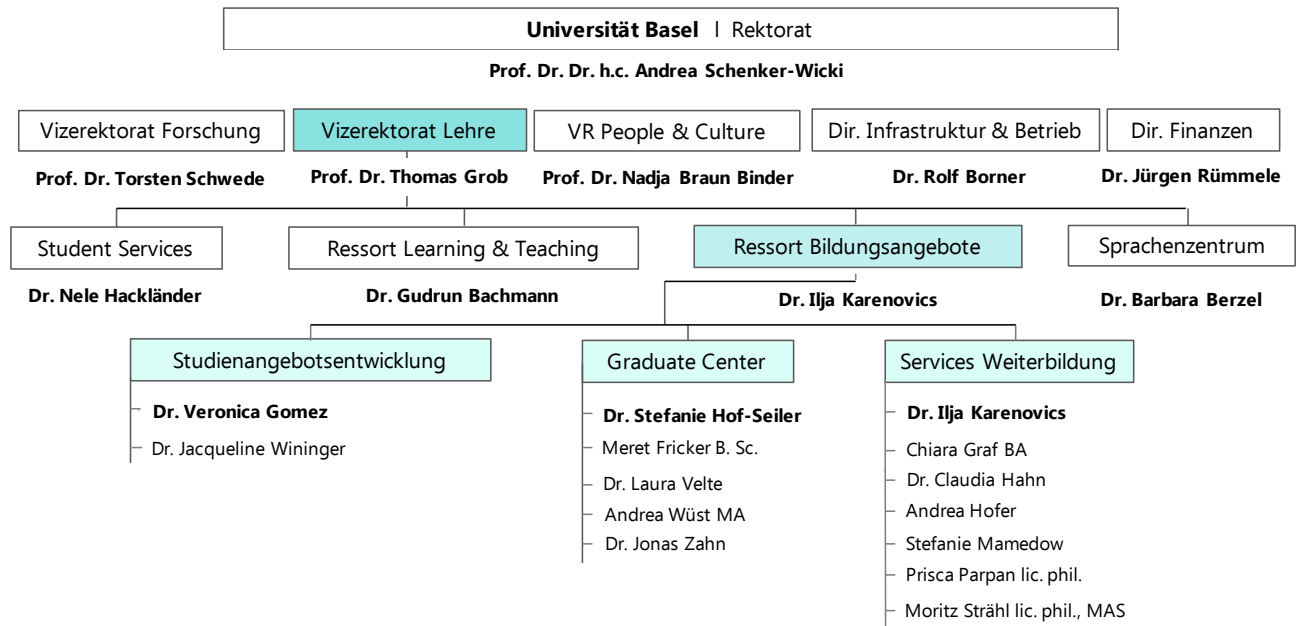 Universität Basel I Rektorat
Prof. Dr. Dr. h.c. Andrea Schenker-Wicki
Vizerektorat Forschung
Vizerektorat Lehre
VR People & Culture
Dir. Infrastruktur & Betrieb
Dir. Finanzen
Prof. Dr. Torsten Schwede
Prof. Dr. Thomas Grob
Prof. Dr. Nadja Braun Binder
Dr. Rolf Borner
Dr. Jürgen Rümmele
Student Services
Ressort Learning & Teaching
Ressort Bildungsangebote
Sprachenzentrum
Dr. Nele Hackländer
Dr. Gudrun Bachmann
Dr. Ilja Karenovics
Dr. Barbara Berzel
Studienangebotsentwicklung
Dr. Veronica Gomez
Dr. Jacqueline Wininger
Graduate Center
Dr. Stefanie Hof-Seiler
Meret Fricker B. Sc.
Dr. Laura Velte
Andrea Wüst MA
Dr. Jonas Zahn
Services Weiterbildung
Dr. Ilja Karenovics
Chiara Graf BA
Dr. Claudia Hahn
Andrea Hofer
Stefanie Mamedow
Prisca Parpan lic. phil.
Moritz Strähl lic. phil., MAS